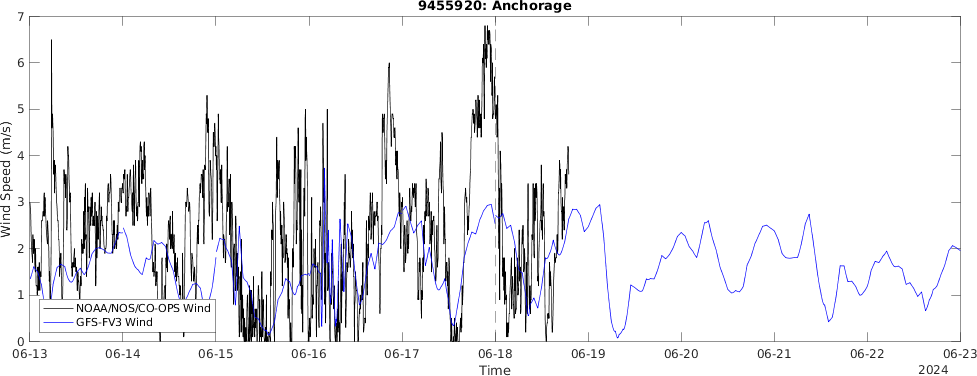 9455920: Anchorage
7
6
5
4
3
2
1
0
Wind Speed (m/s)
NOAA/NOS/CO-OPS Wind
GFS-FV3 Wind
06-13 06-14 06-15 06-16 06-17 06-18 06-19 06-20 06-21 06-22 06-23
Time
2024